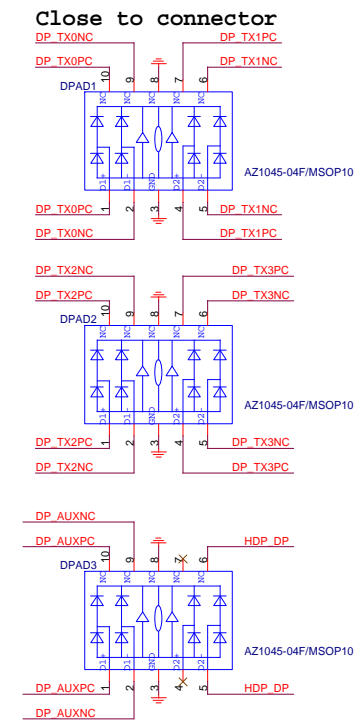 Close to connector
DP_TX0NC DP_TX1PC
DP_TX0PC DP_TX1NC
10 9 8 7 6
DPAD1
NC NC NC NC
AZ1045-04F/MSOP10
D1+ D1- GND D2+ D2-
1 2 3 4 5
DP_TX0PC DP_TX1NC
DP_TX0NC DP_TX1PC
DP_TX2NC DP_TX3PC
DP_TX2PC DP_TX3NC
10 9 8 7 6
DPAD2
NC NC NC NC
AZ1045-04F/MSOP10
D1+ D1- GND D2+ D2-
1 2 3 4 5
DP_TX2PC DP_TX3NC
DP_TX2NC DP_TX3PC
DP_AUXNC
DP_AUXPC HDP_DP
10 9 8 7 6
DPAD3
NC NC NC NC
AZ1045-04F/MSOP10
D1+ D1- GND D2+ D2-
1 2 3 4 5
DP_AUXPC HDP_DP
DP_AUXNC